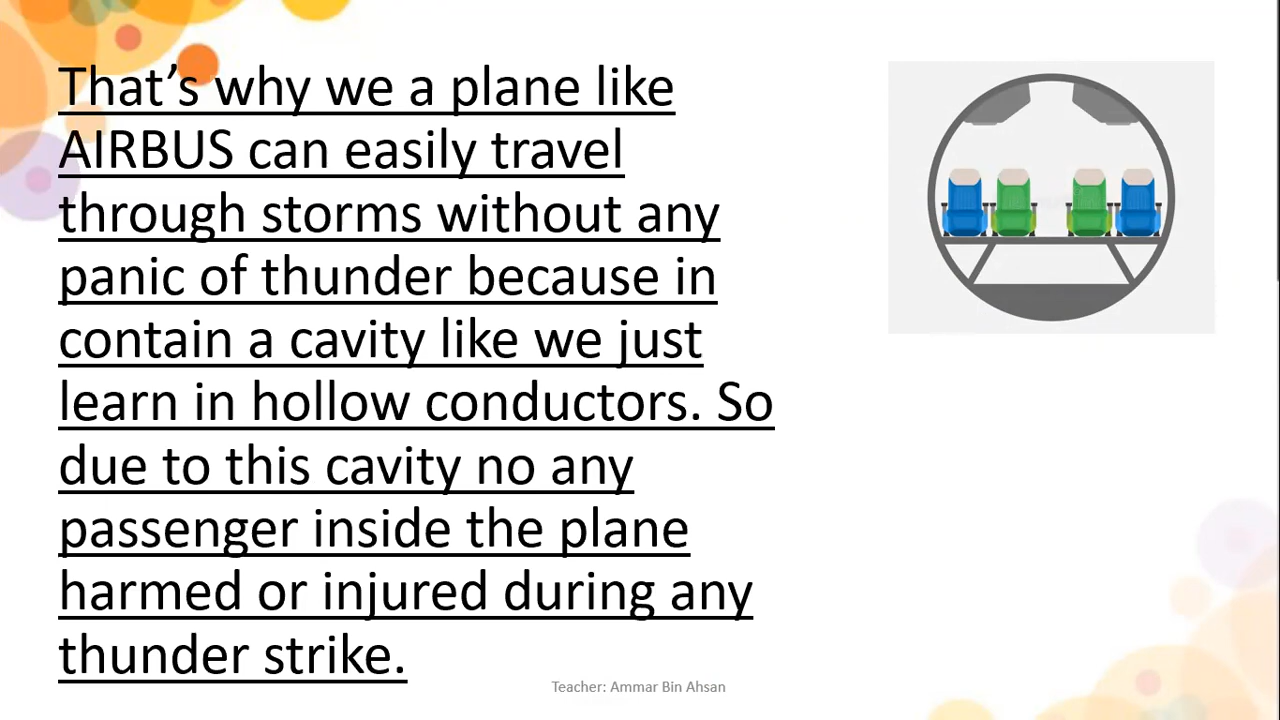 That’s why we a plane like
AIRBUS can easily travel
through storms without any
panic of thunder because in
contain a cavity like we just
learn in hollow conductors. So
due to this cavity no any
passenger inside the plane
harmed or injured during any
thunder strike.
Teacher: Ammar Bin Ahsan